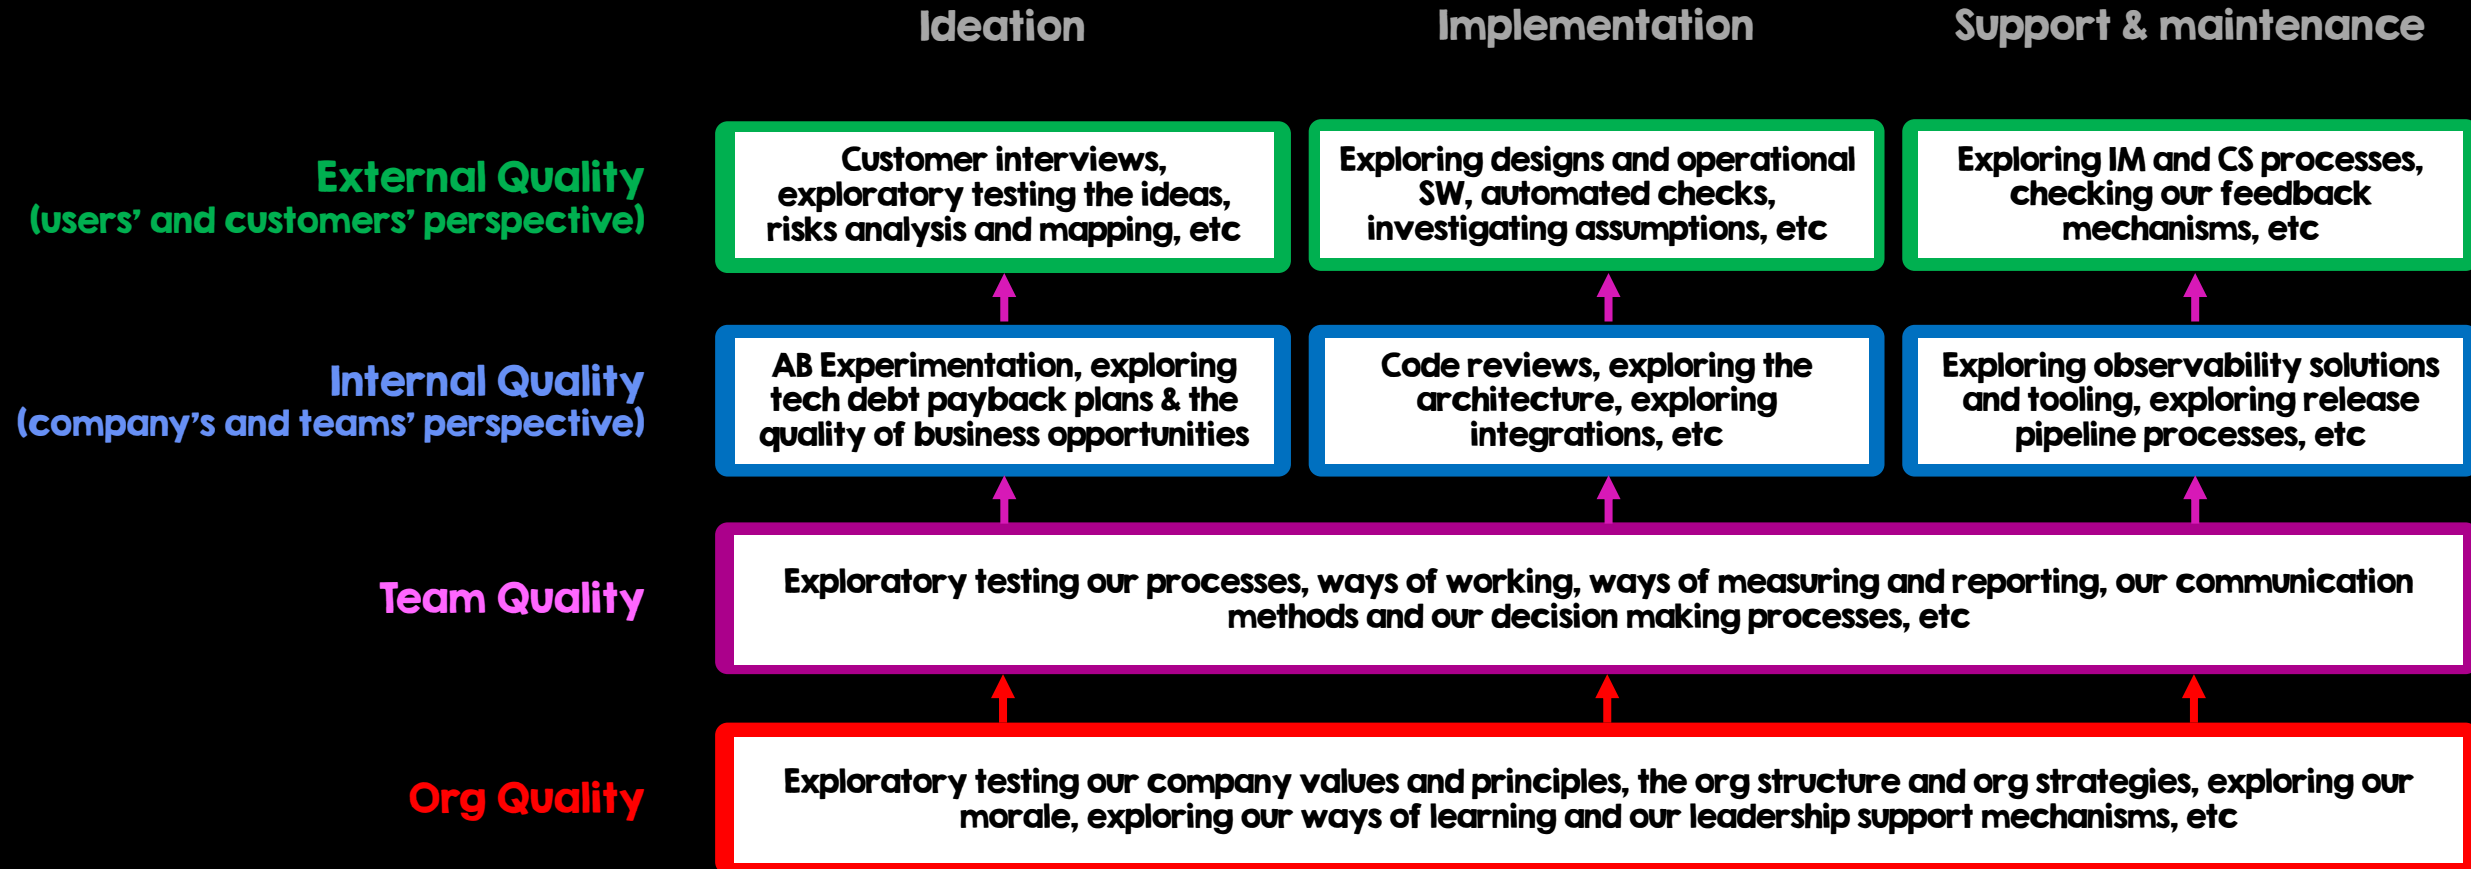 Ideation
Implementation
Support & maintenance
External Quality
(users’ and customers’ perspective)
Customer interviews,
exploratory testing the ideas,
risks analysis and mapping, etc
Exploring designs and operational
SW, automated checks,
investigating assumptions, etc
Exploring IM and CS processes,
checking our feedback
mechanisms, etc
Internal Quality
(company’s and teams’ perspective)
AB Experimentation, exploring
tech debt payback plans & the
quality of business opportunities
Code reviews, exploring the
architecture, exploring
integrations, etc
Exploring observability solutions
and tooling, exploring release
pipeline processes, etc
Team Quality
Exploratory testing our processes, ways of working, ways of measuring and reporting, our communication
methods and our decision making processes, etc
Org Quality
Exploratory testing our company values and principles, the org structure and org strategies, exploring our
morale, exploring our ways of learning and our leadership support mechanisms, etc